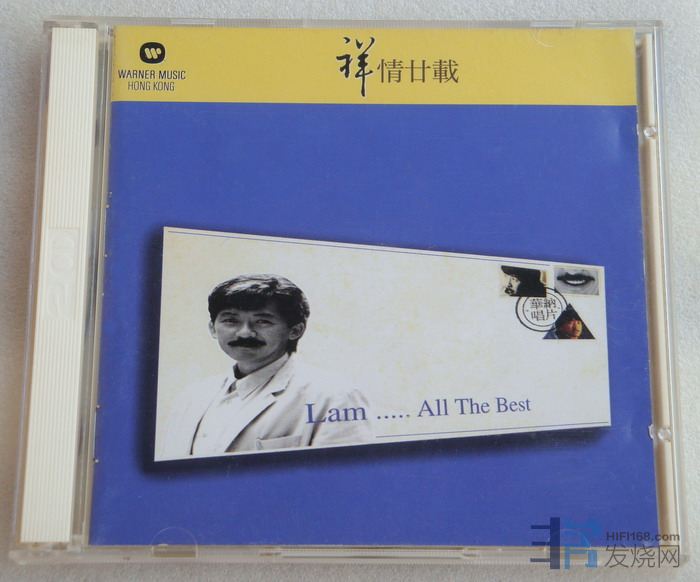 WARNER MUSIC
HONG KONG
祥情廿載
華納
唱片
Lam ..... All The Best
HIFI168.com
发烧网